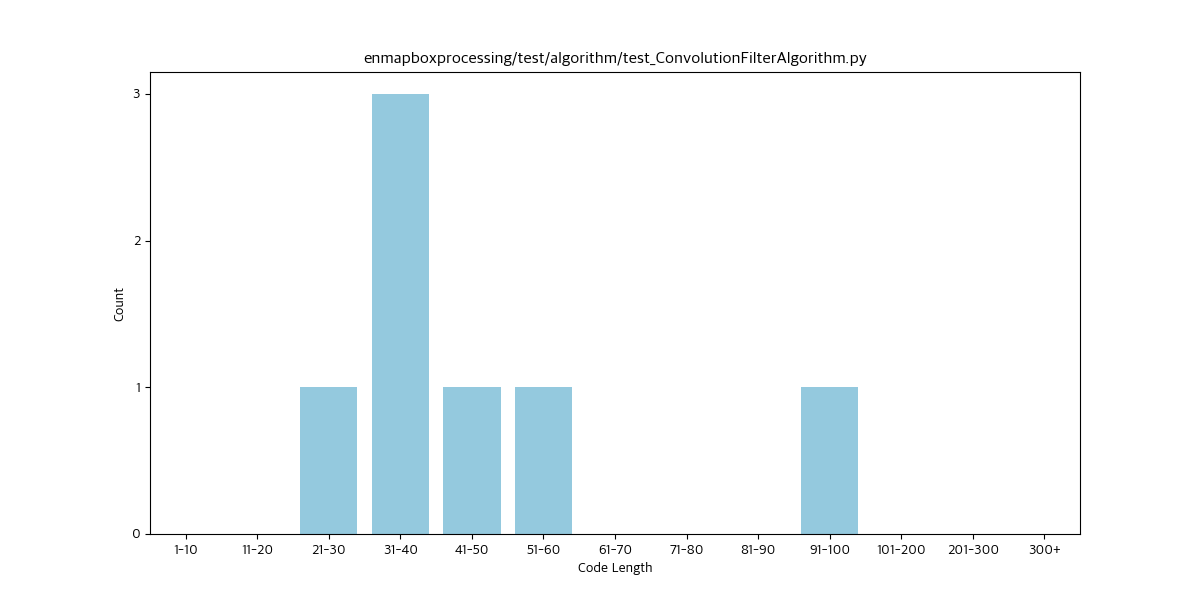 enmapboxprocessing/test/algorithm/test_ConvolutionFilterAlgorithm.py
3
2
1
0
Count
1-10 11-20 21-30 31-40 41-50 51-60 61-70 71-80 81-90 91-100 101-200 201-300 300+
Code Length